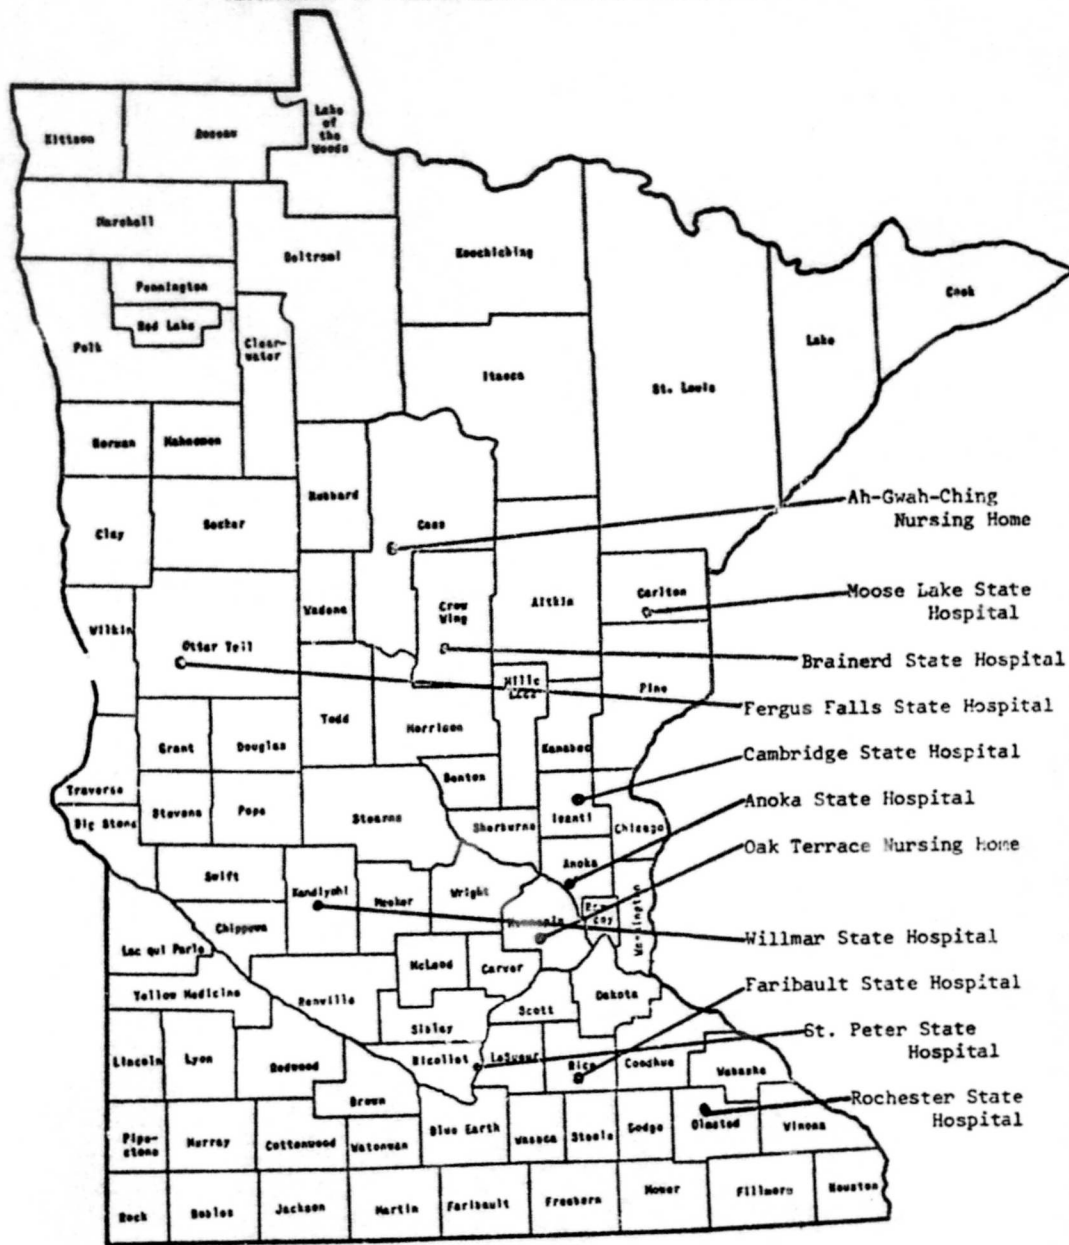 Kittson
Roseau
Lake
of
the
Woods
Marshall
Beltrami
Koochiching
Pennington
Red Lake
Polk
Clear-
water
Cook
Lake
Itasca
St. Louis
Norman
Mahnomen
Hubbard
Cass
Clay
Becker
Ah-Gwah-Ching
Nursing Home
Wadena
Crow
Wing
Aitkin
Carlton
Moose Lake State
Hospital
Wilkin
Otter Tail
Brainerd State Hospital
Mille
Lacs
Pine
Fergus Falls State Hospital
Todd
Morrison
Grant
Douglas
Kanabec
Cambridge State Hospital
Benton
Traverse
Big Stone
Stevens
Pope
Stearns
Sherburne
Isanti
Chisago
Anoka State Hospital
Anoka
Oak Terrace Nursing Home
Swift
Kandiyohi
Meeker
Wright
Hennepin
Washington
Chippewa
Willmar State Hospital
Lac qui Parle
McLeod
Carver
Yellow Medicine
Renville
Scott
Dakota
Faribault State Hospital
Sibley
Lincoln
Lyon
Redwood
Nicollet
LeSueur
Rice
Goodhue
Wabasha
St. Peter State
Hospital
Brown
Rochester State
Hospital
Pipe-
stone
Murray
Cottonwood
Watonwan
Blue Earth
Waseca
Steele
Dodge
Olmsted
Winona
Rock
Nobles
Jackson
Martin
Faribault
Freeborn
Mower
Fillmore
Houston